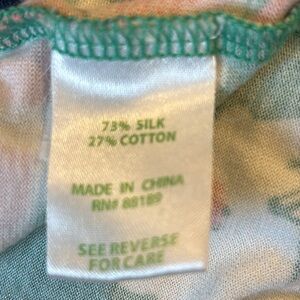 73% SILK
27% COTTON
MADE IN CHINA
RN# 88189
SEE REVERSE
FOR CARE